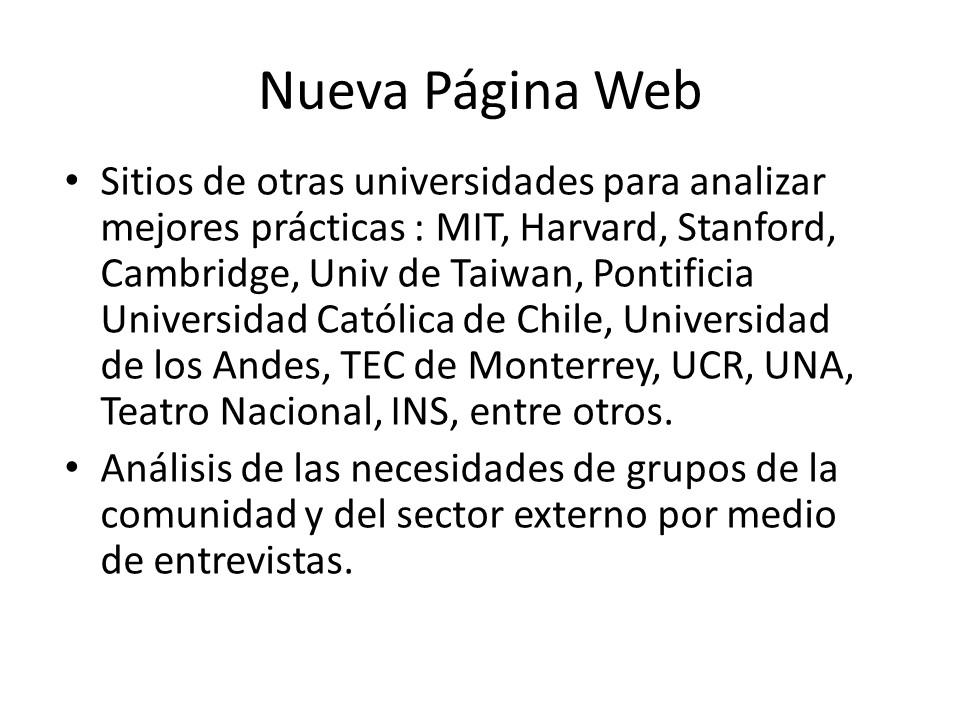 Nueva Página Web
• Sitios de otras universidades para analizar
mejores prácticas : MIT, Harvard, Stanford,
Cambridge, Univ de Taiwan, Pontificia
Universidad Católica de Chile, Universidad
de los Andes, TEC de Monterrey, UCR, UNA,
Teatro Nacional, INS, entre otros.
• Análisis de las necesidades de grupos de la
comunidad y del sector externo por medio
de entrevistas.